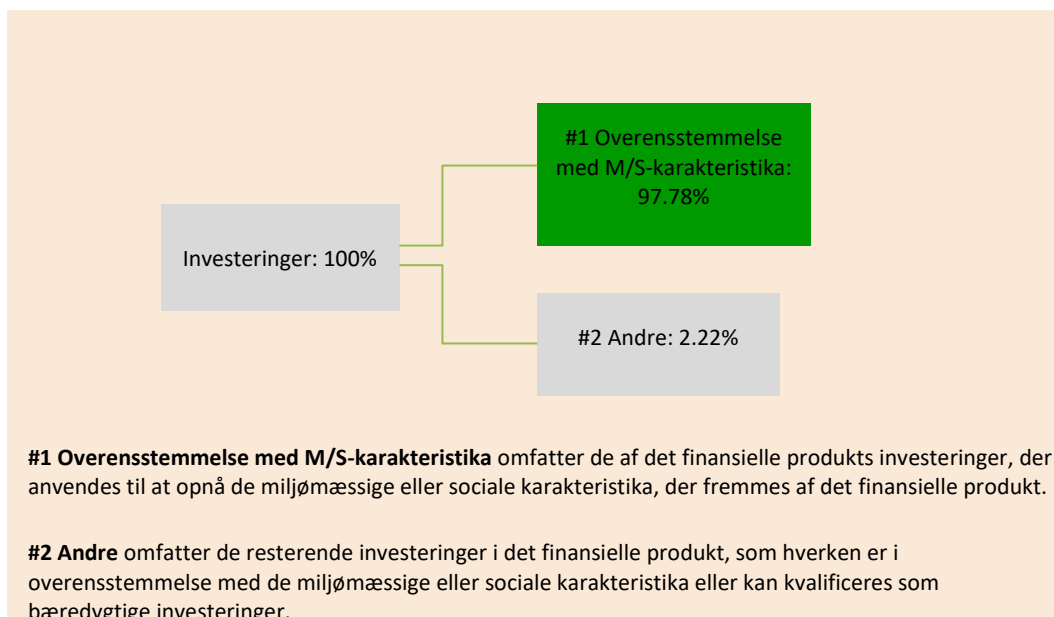 #1 Overensstemmelse
med M/S-karakteristika:
97.78%
Investeringer: 100%
#2 Andre: 2.22%
#1 Overensstemmelse med M/S-karakteristika omfatter de af det finansielle produkts investeringer, der
anvendes til at opnå de miljømæssige eller sociale karakteristika, der fremmes af det finansielle produkt.
#2 Andre omfatter de resterende investeringer i det finansielle produkt, som hverken er i
overensstemmelse med de miljømæssige eller sociale karakteristika eller kan kvalificeres som
bæredygtige investeringer.